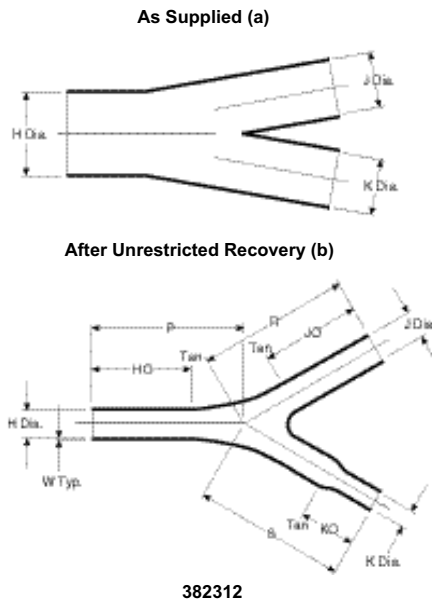 As Supplied (a)
J Dia.
H Dia.
K Dia.
After Unrestricted Recovery (b)
R
P
JO
J Dia.
Tan
Tan
HO
H Dia.
W Typ.
S
Tan
KO
K Dia.
382312